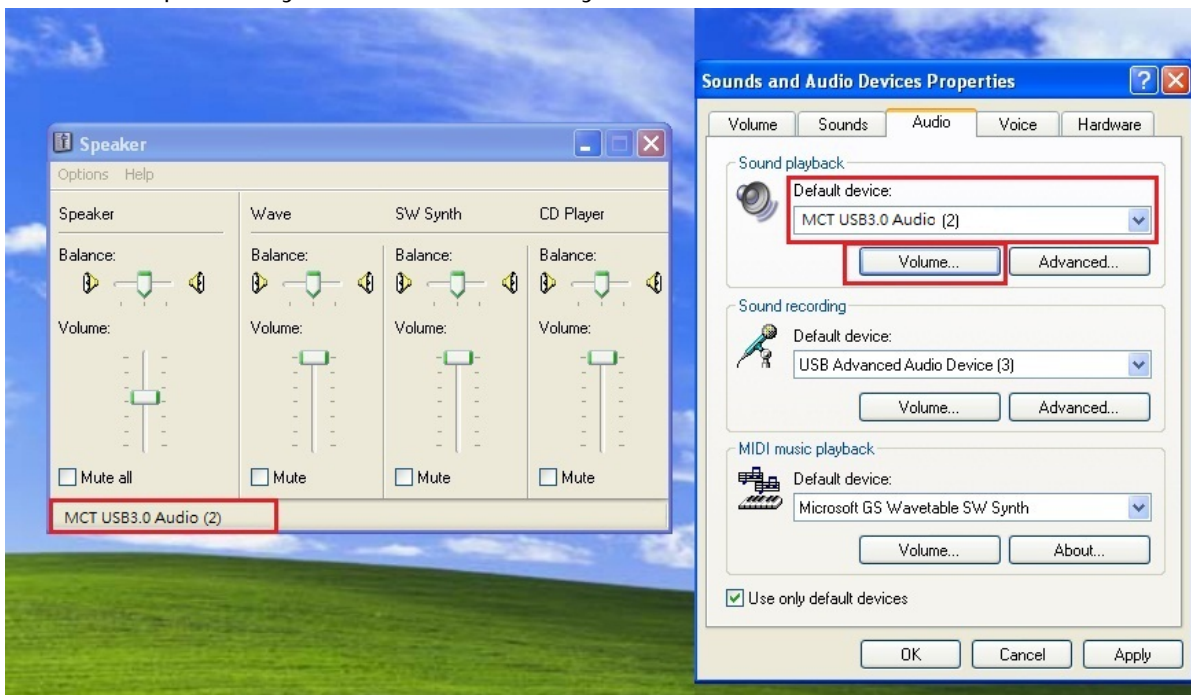 Speaker
Options Help
Speaker
Wave
SW Synth
CD Player
Balance:
Balance:
Balance:
Balance:
Volume:
Volume:
Volume:
Volume:
Mute all
Mute
Mute
Mute
MCT USB3.0 Audio (2)
Sounds and Audio Devices Properties
Volume
Sounds
Audio
Voice
Hardware
Sound playback
Default device:
MCT USB3.0 Audio (2)
Volume...
Advanced...
Sound recording
Default device:
USB Advanced Audio Device (3)
Volume...
Advanced...
MIDI music playback
Default device:
Microsoft GS Wavetable SW Synth
Volume...
About...
Use only default devices
OK
Cancel
Apply